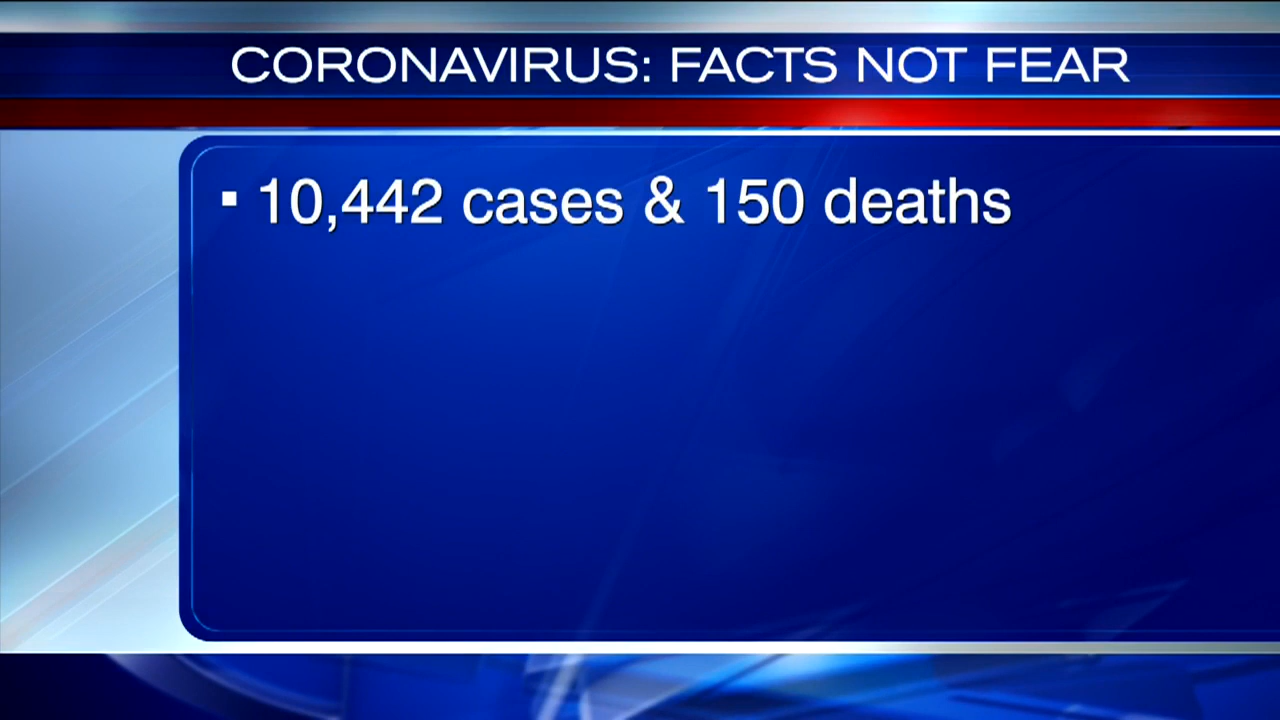 CORONAVIRUS: FACTS NOT FEAR
▪ 10,442 cases & 150 deaths